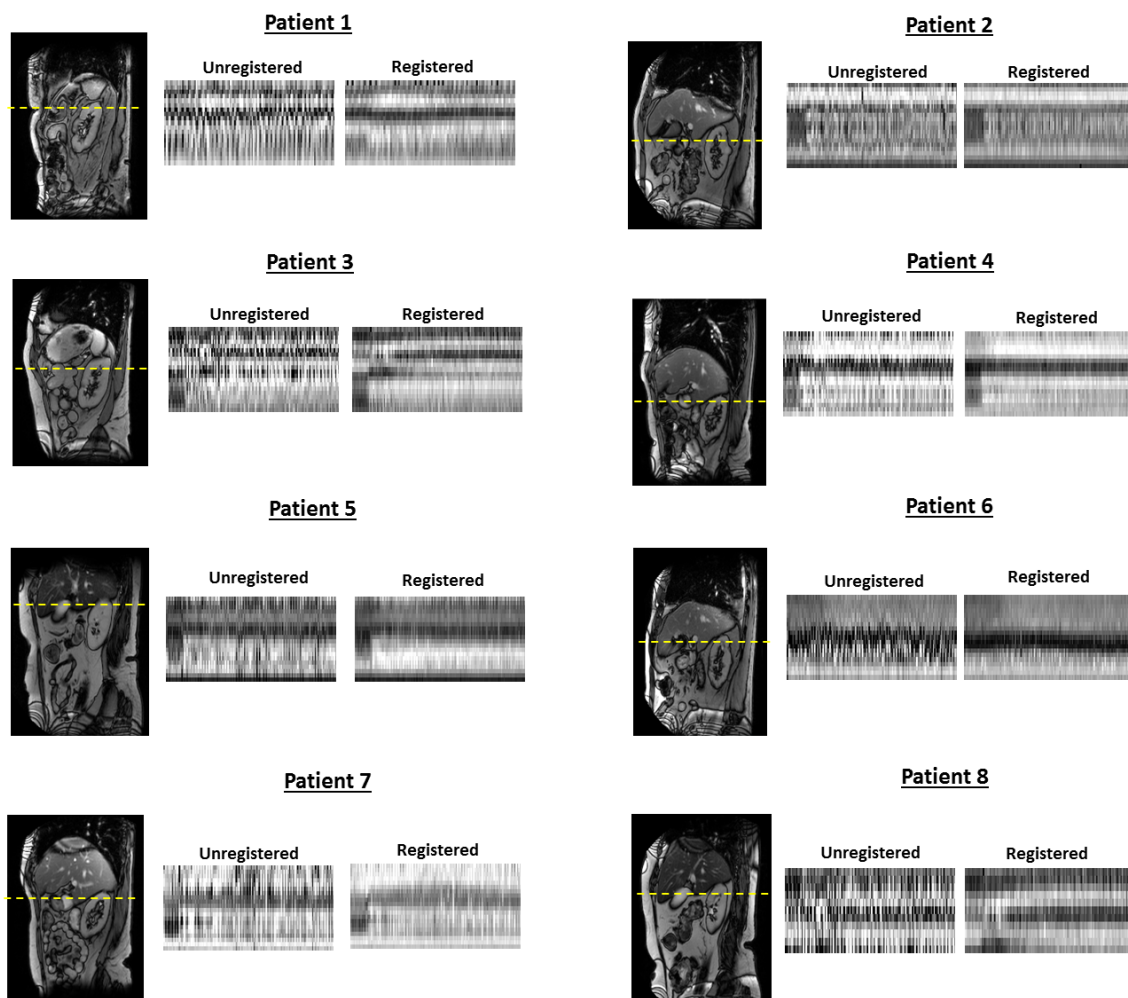 Patient 1
Patient 2
Unregistered Registered
Unregistered Registered
Patient 3
Patient 4
Unregistered Registered
Unregistered Registered
Patient 5
Patient 6
Unregistered Registered
Unregistered Registered
Patient 7
Patient 8
Unregistered Registered
Unregistered Registered